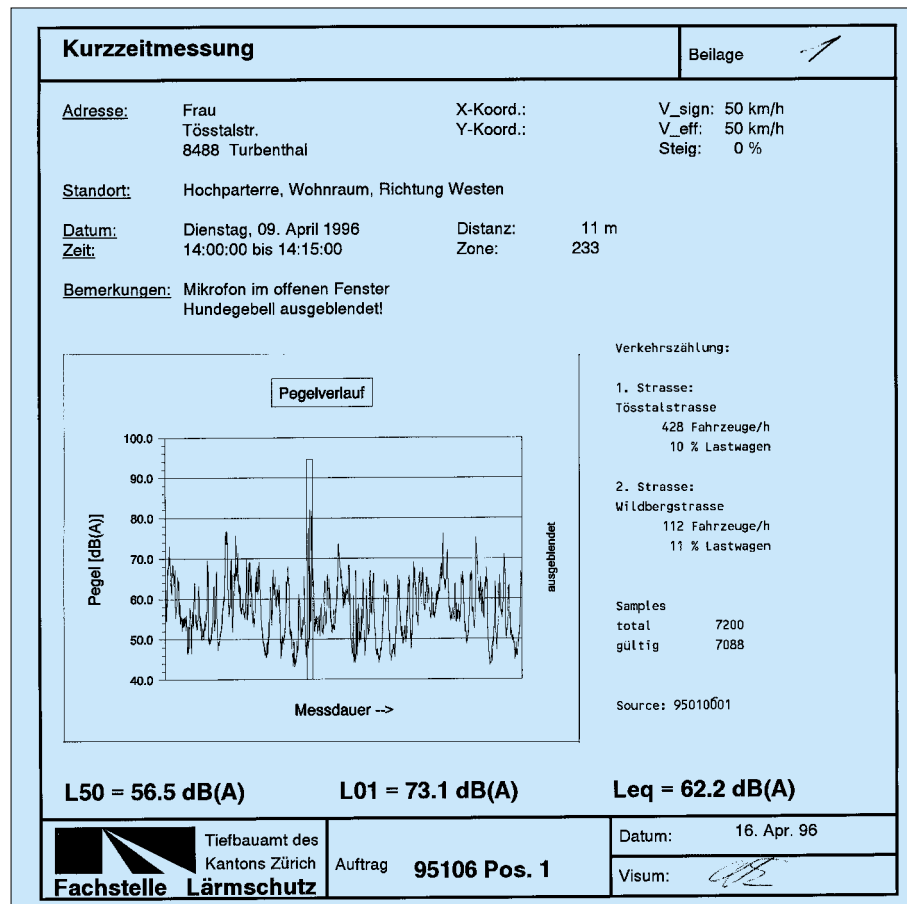 Kurzzeitmessung
Beilage 1
Adresse: Frau X-Koord.: V_sign: 50 km/h
Tösstalstr. Y-Koord.: V_eff: 50 km/h
8488 Turbenthal Steig: 0 %
Standort: Hochparterre, Wohnraum, Richtung Westen
Datum: Dienstag, 09. April 1996 Distanz: 11 m
Zeit: 14:00:00 bis 14:15:00 Zone: 233
Bemerkungen: Mikrofon im offenen Fenster
Hundegebell ausgeblendet!
Pegelverlauf
100.0
90.0
80.0
70.0
60.0
50.0
40.0
Pegel [dB(A)]
Messdauer -->
ausgeblendet
Verkehrszählung:
1. Strasse:
Tösstalstrasse
428 Fahrzeuge/h
10 % Lastwagen
2. Strasse:
Wildbergstrasse
112 Fahrzeuge/h
11 % Lastwagen
Samples
total 7200
gültig 7088
Source: 95010001
L50 = 56.5 dB(A) L01 = 73.1 dB(A) Leq = 62.2 dB(A)
Tiefbauamt des
Kantons Zürich
Fachstelle Lärmschutz
Auftrag 95106 Pos. 1
Datum: 16. Apr. 96
Visum: